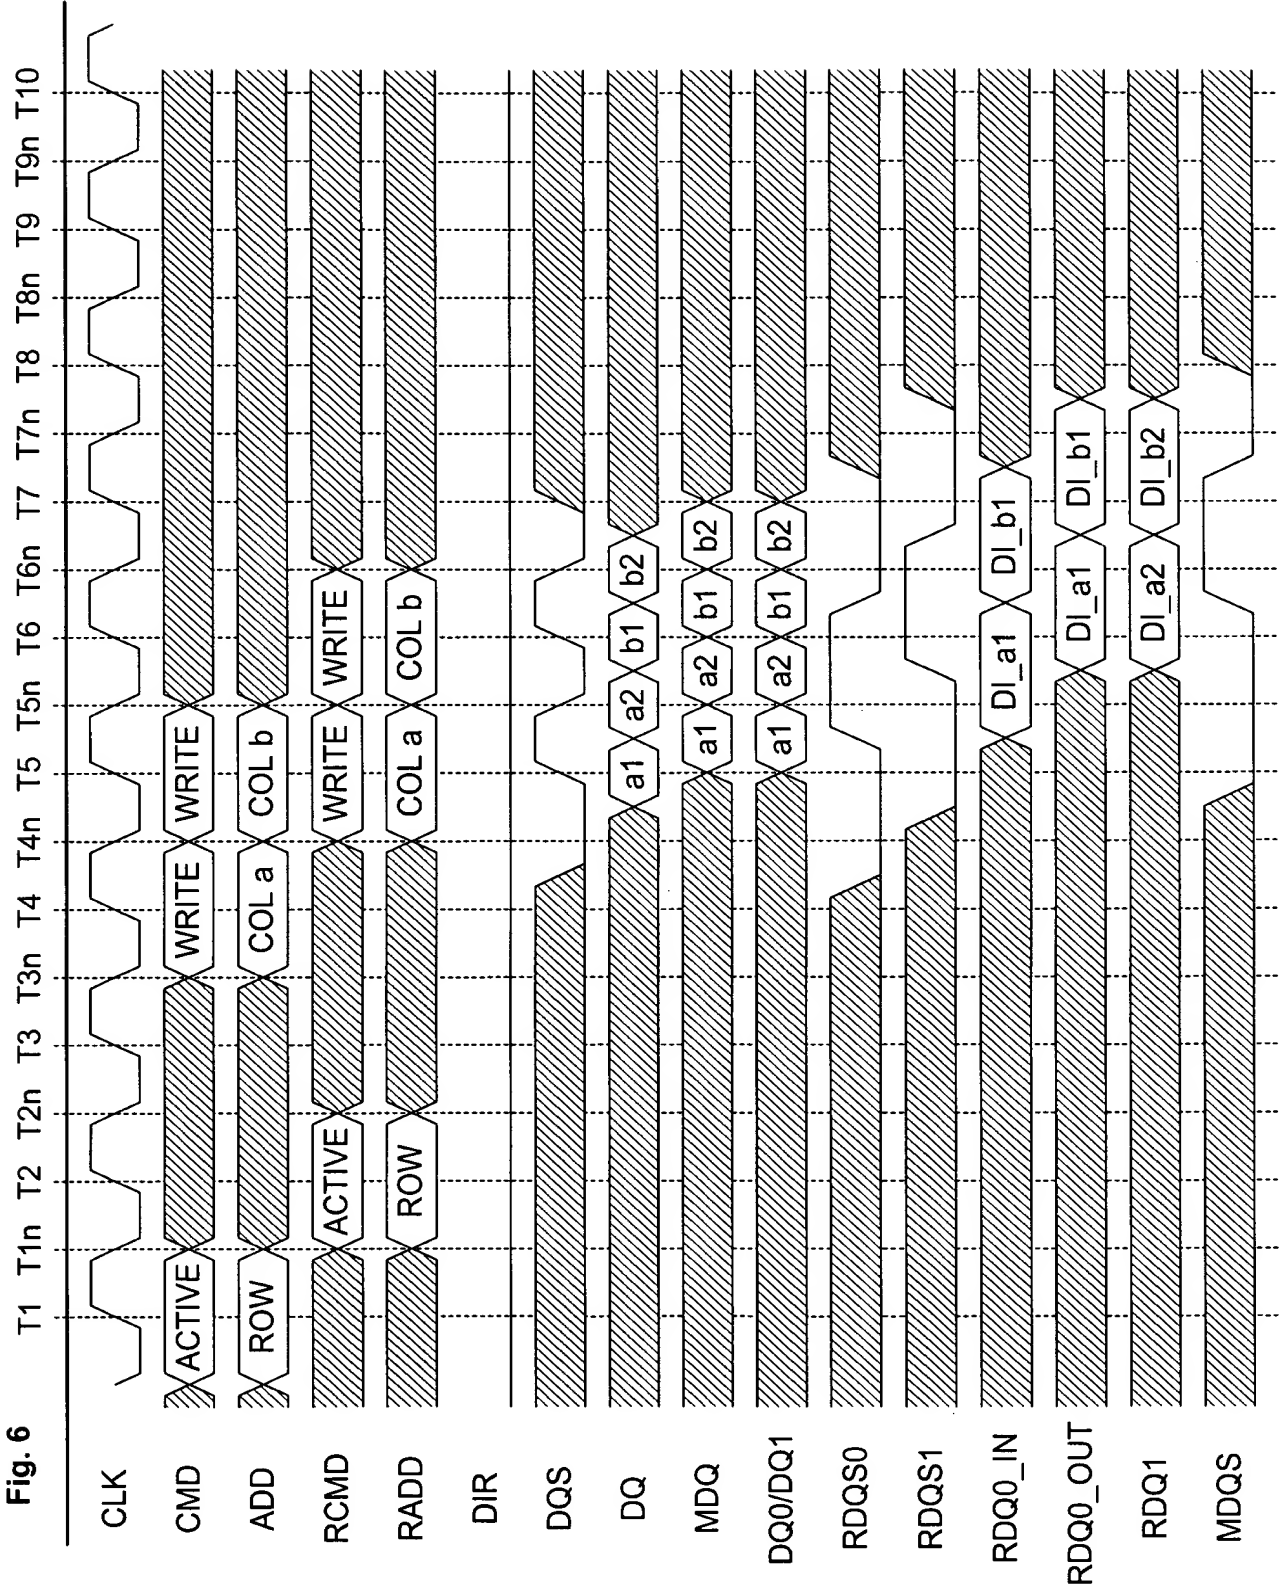 Fig. 6
T1 T1n T2 T2n T3 T3n T4 T4n T5 T5n T6 T6n T7 T7n T8 T8n T9 T9n T10
CLK
CMD ACTIVE WRITE WRITE
ADD ROW COL a COL b
RCMD ACTIVE WRITE WRITE
RADD ROW COL a COL b
DIR
DQS
DQ a1 a2 b1 b2
MDQ a1 a2 b1 b2
DQ0/DQ1 a1 a2 b1 b2
RDQS0
RDQS1
RDQ0_IN DI_a1 DI_b1
RDQ0_OUT DI_a1 DI_b1
RDQ1 DI_a2 DI_b2
MDQS